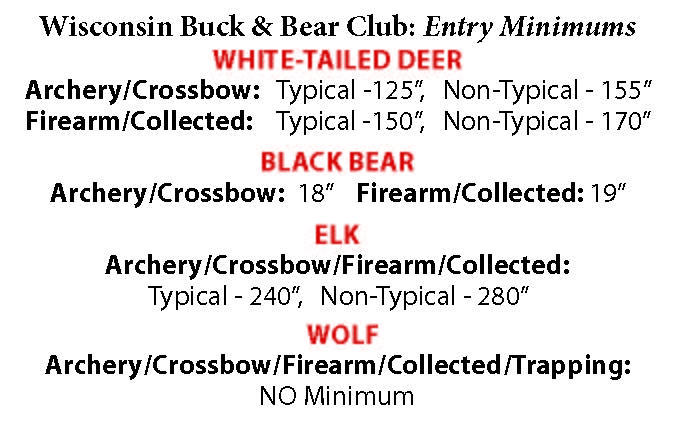 Wisconsin Buck & Bear Club: Entry Minimums
WHITE-TAILED DEER
Archery/Crossbow: Typical -125”, Non-Typical - 155”
Firearm/Collected: Typical -150”, Non-Typical - 170”
BLACK BEAR
Archery/Crossbow: 18” Firearm/Collected: 19”
ELK
Archery/Crossbow/Firearm/Collected:
Typical - 240”, Non-Typical - 280”
WOLF
Archery/Crossbow/Firearm/Collected/Trapping:
NO Minimum